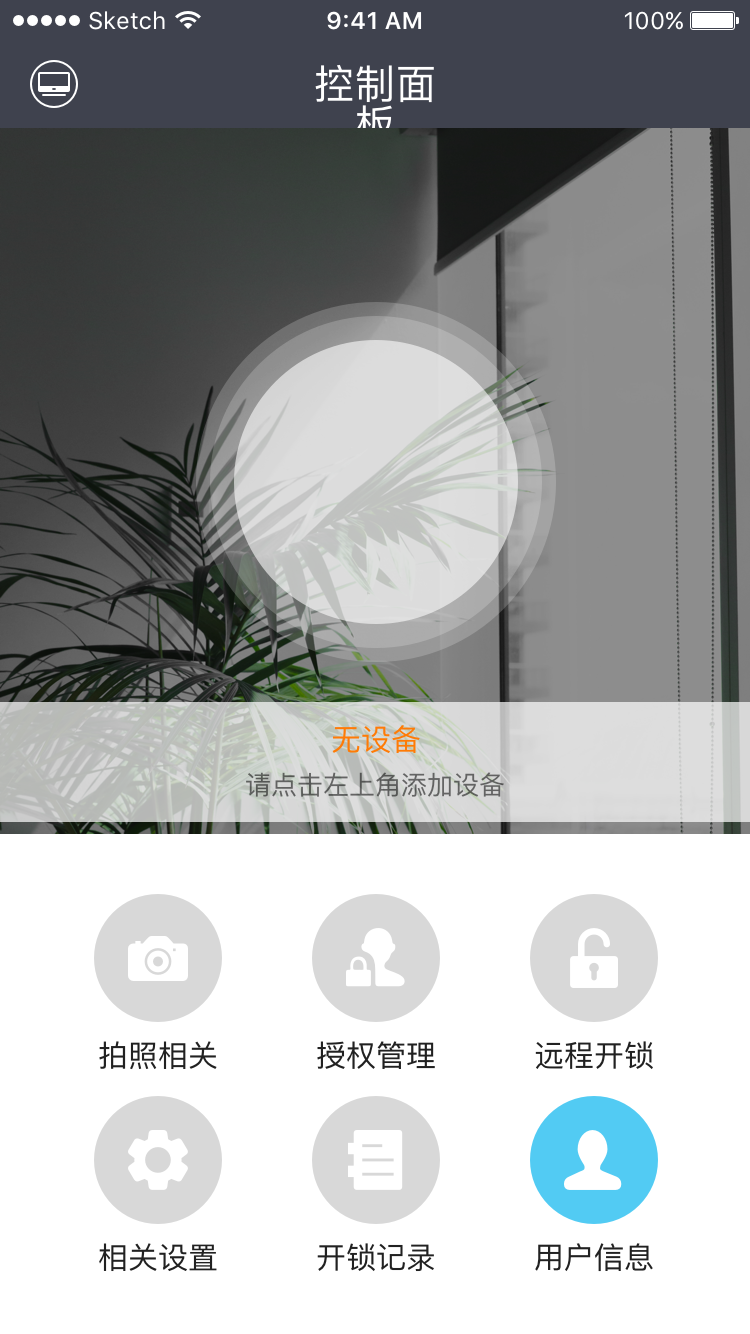 Sketch 9:41 AM 100%
控制面
板
无设备
请点击左上角添加设备
拍照相关 授权管理 远程开锁
相关设置 开锁记录 用户信息